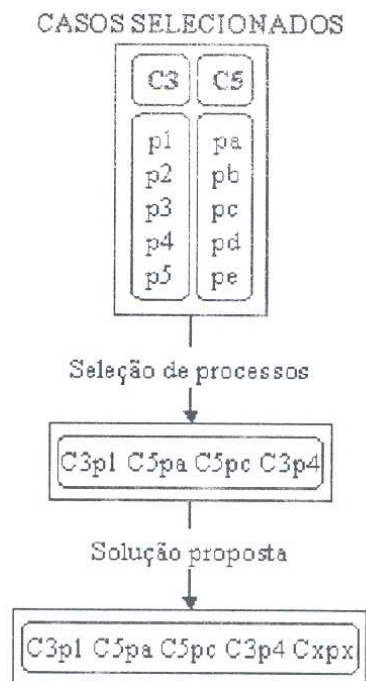 CASOS SELECIONADOS
C3 C5
p1 pa
p2 pb
p3 pc
p4 pd
p5 pe
Seleção de processos
C3p1 C5pa C5pc C3p4
Solução proposta
C3p1 C5pa C5pc C3p4 Cxpx